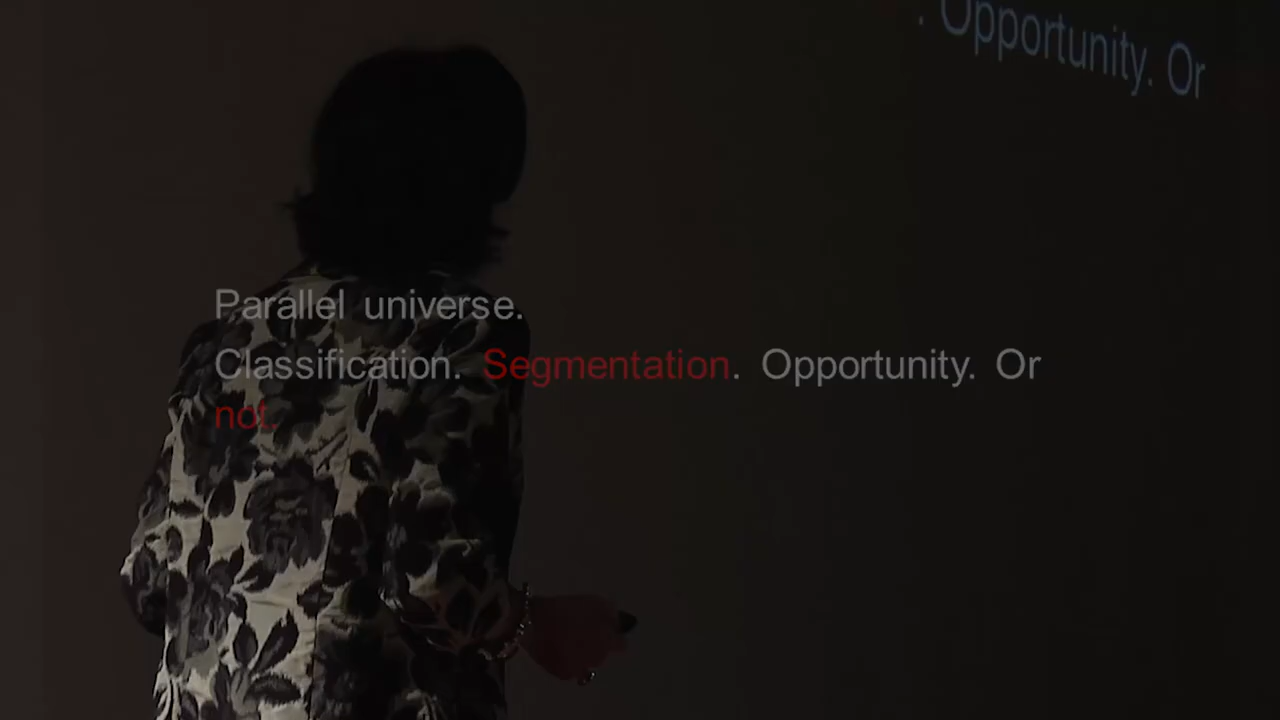 . Opportunity. Or
Parallel universe.
Classification. Segmentation. Opportunity. Or
not.